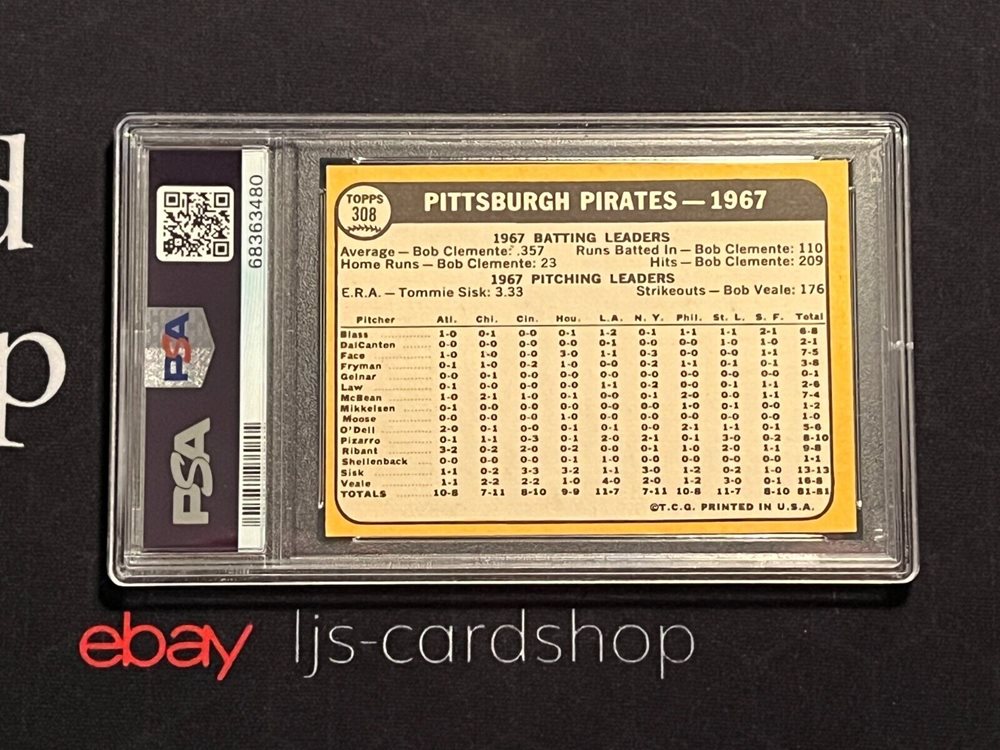 d
p
68363480
PSA
PSA
PSA
TOPPS
308
PITTSBURGH PIRATES — 1967
1967 BATTING LEADERS
Average — Bob Clemente: .357 Runs Batted In — Bob Clemente: 110
Home Runs — Bob Clemente: 23 Hits — Bob Clemente: 209
1967 PITCHING LEADERS
E.R.A. — Tommie Sisk: 3.33 Strikeouts — Bob Veale: 176
Pitcher Atl. Chi. Cin. Hou. L.A. N.Y. Phil. St. L. S. F. Total
Blass 1-0 0-1 0-0 0-1 1-2 0-1 1-1 1-1 2-1 6-8
DalCanton 0-0 0-0 0-0 0-0 0-0 0-0 0-0 1-0 1-0 2-1
Face 1-0 1-0 0-0 3-0 1-1 0-3 0-0 0-0 1-1 7-5
Fryman 0-1 1-0 0-2 1-0 0-0 0-2 1-1 0-1 0-1 3-8
Gelnar 0-0 0-0 0-0 0-0 0-0 0-0 0-0 0-0 0-0 0-1
Law 0-1 0-0 0-0 0-0 1-1 0-2 0-0 0-1 1-1 2-6
McBean 1-0 2-1 1-0 0-1 0-0 0-1 2-0 0-0 1-1 7-4
Mikkelsen 0-1 0-0 0-0 0-0 0-0 0-0 1-0 0-1 0-0 1-2
Moose 0-0 0-0 0-0 1-0 0-0 0-0 0-0 0-0 0-0 1-0
O'Dell 2-0 0-1 0-0 0-1 0-1 0-0 2-1 1-1 0-1 5-6
Pizarro 0-1 1-1 0-3 0-1 2-0 2-1 0-1 3-0 0-2 8-10
Ribant 3-2 0-2 2-0 0-2 0-0 0-1 1-0 2-0 1-1 9-8
Shellenback 0-0 0-0 0-0 0-1 1-0 0-0 0-0 0-0 0-0 1-1
Sisk 1-1 0-2 3-3 3-2 1-1 3-0 1-2 0-2 1-0 13-13
Veale 1-1 2-2 2-2 1-0 4-0 2-0 1-2 3-0 0-1 16-8
TOTALS 10-8 7-11 8-10 9-9 11-7 7-11 10-8 11-7 8-10 81-81
©T.C.G. PRINTED IN U.S.A.
ebay ljs-cardshop